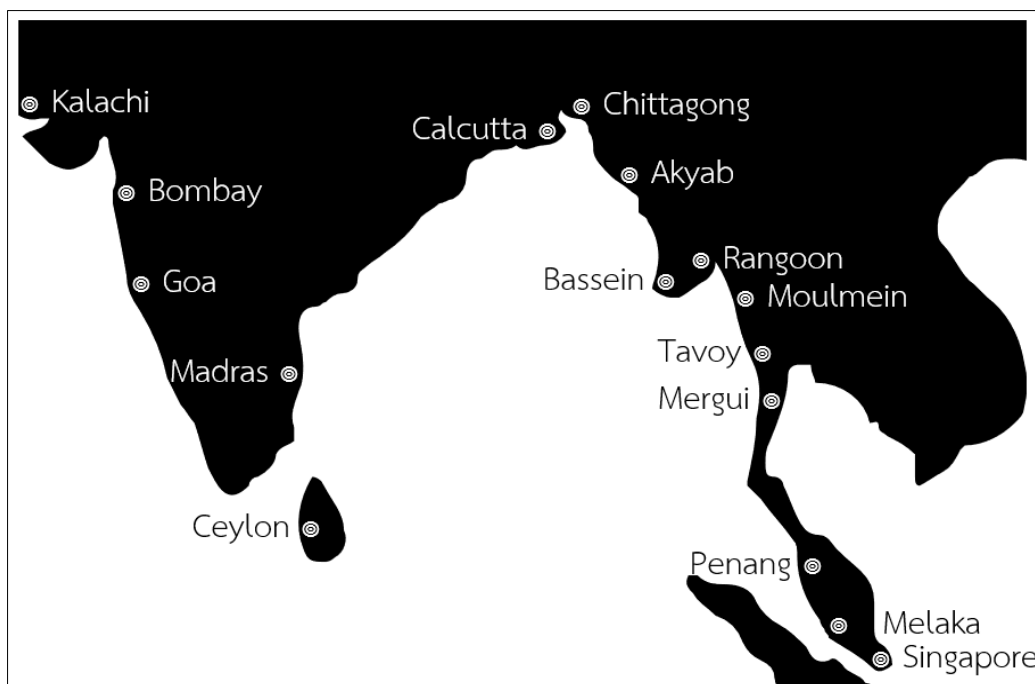 Kalachi
Chittagong
Calcutta
Akyab
Bombay
Rangoon
Bassein
Goa
Moulmein
Tavoy
Madras
Mergui
Ceylon
Penang
Melaka
Singapore